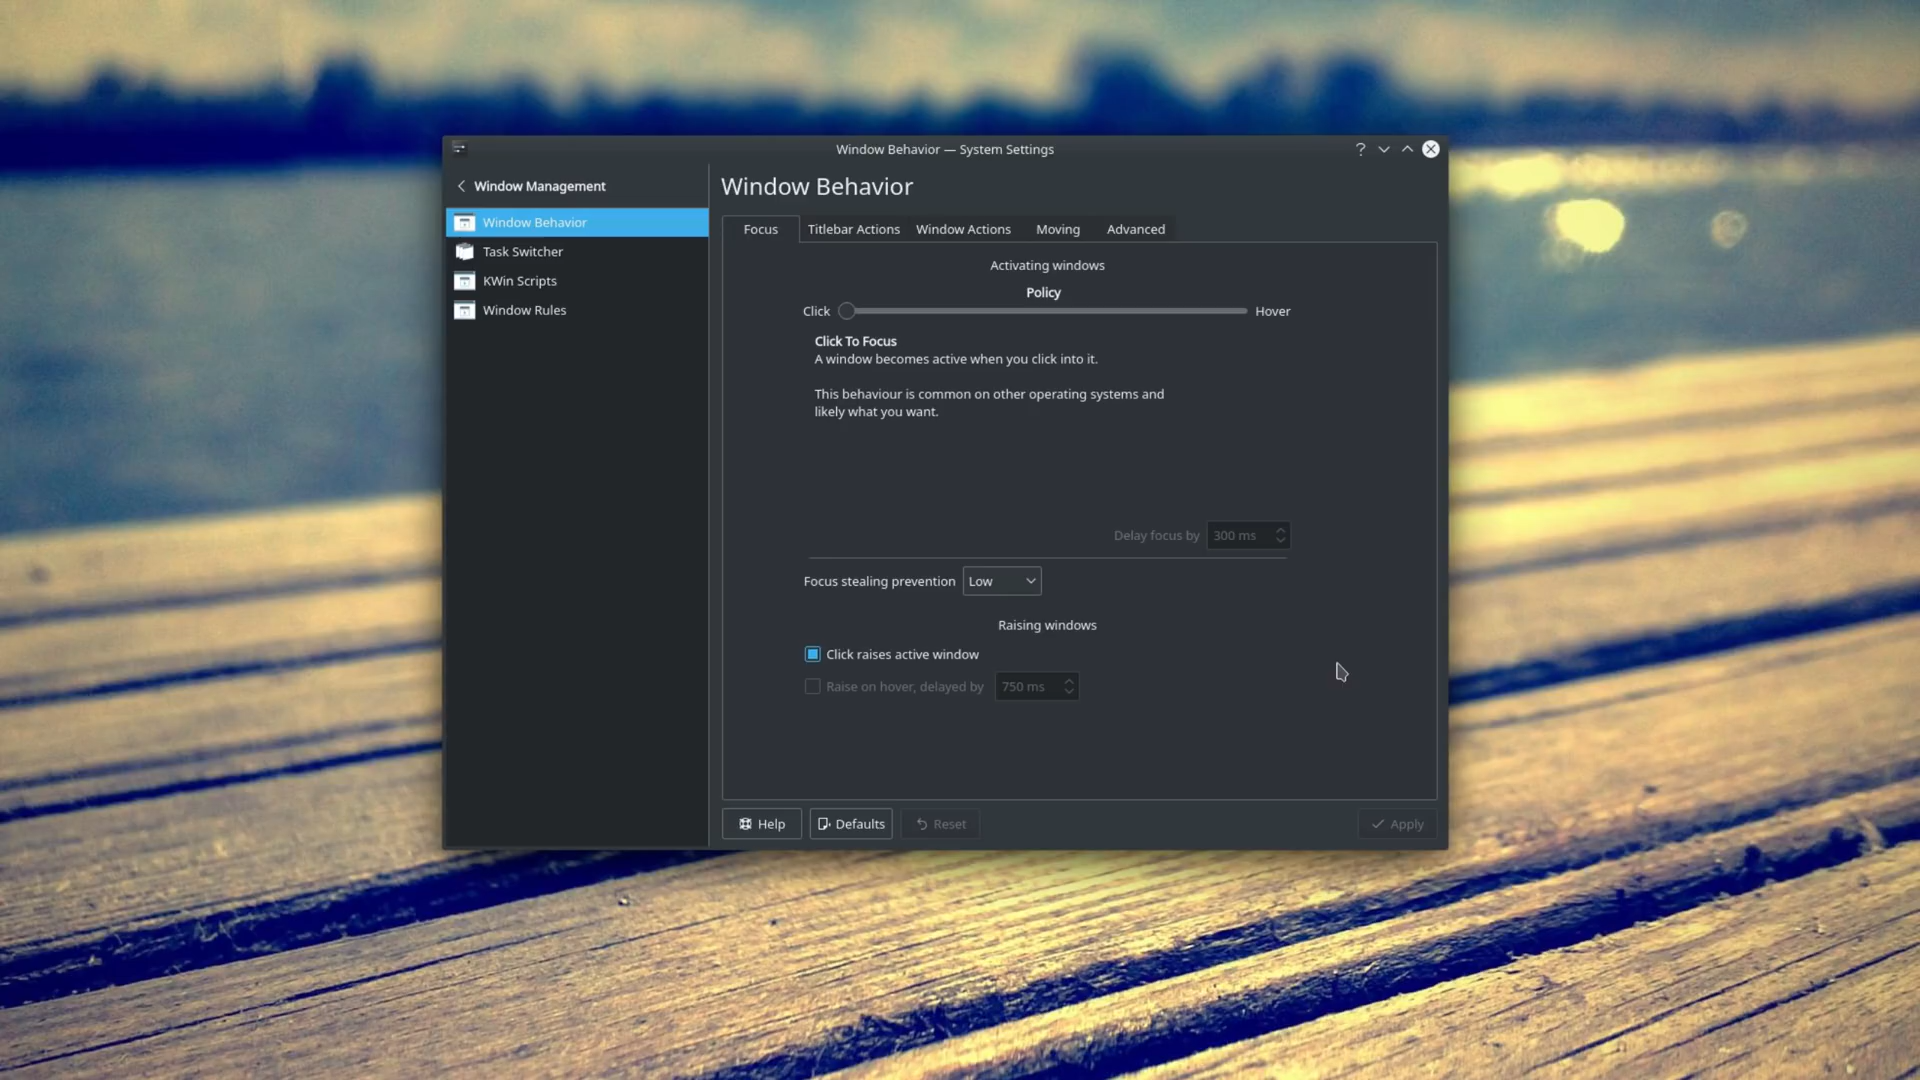 Window Behavior — System Settings
?
Window Management
Window Behavior
Task Switcher
KWin Scripts
Window Rules
Window Behavior
Focus Titlebar Actions Window Actions Moving Advanced
Activating windows
Policy
Click Hover
Click To Focus
A window becomes active when you click into it.
This behaviour is common on other operating systems and
likely what you want.
Delay focus by 300 ms
Focus stealing prevention Low
Raising windows
Click raises active window
Raise on hover, delayed by 750 ms
Help Defaults Reset Apply